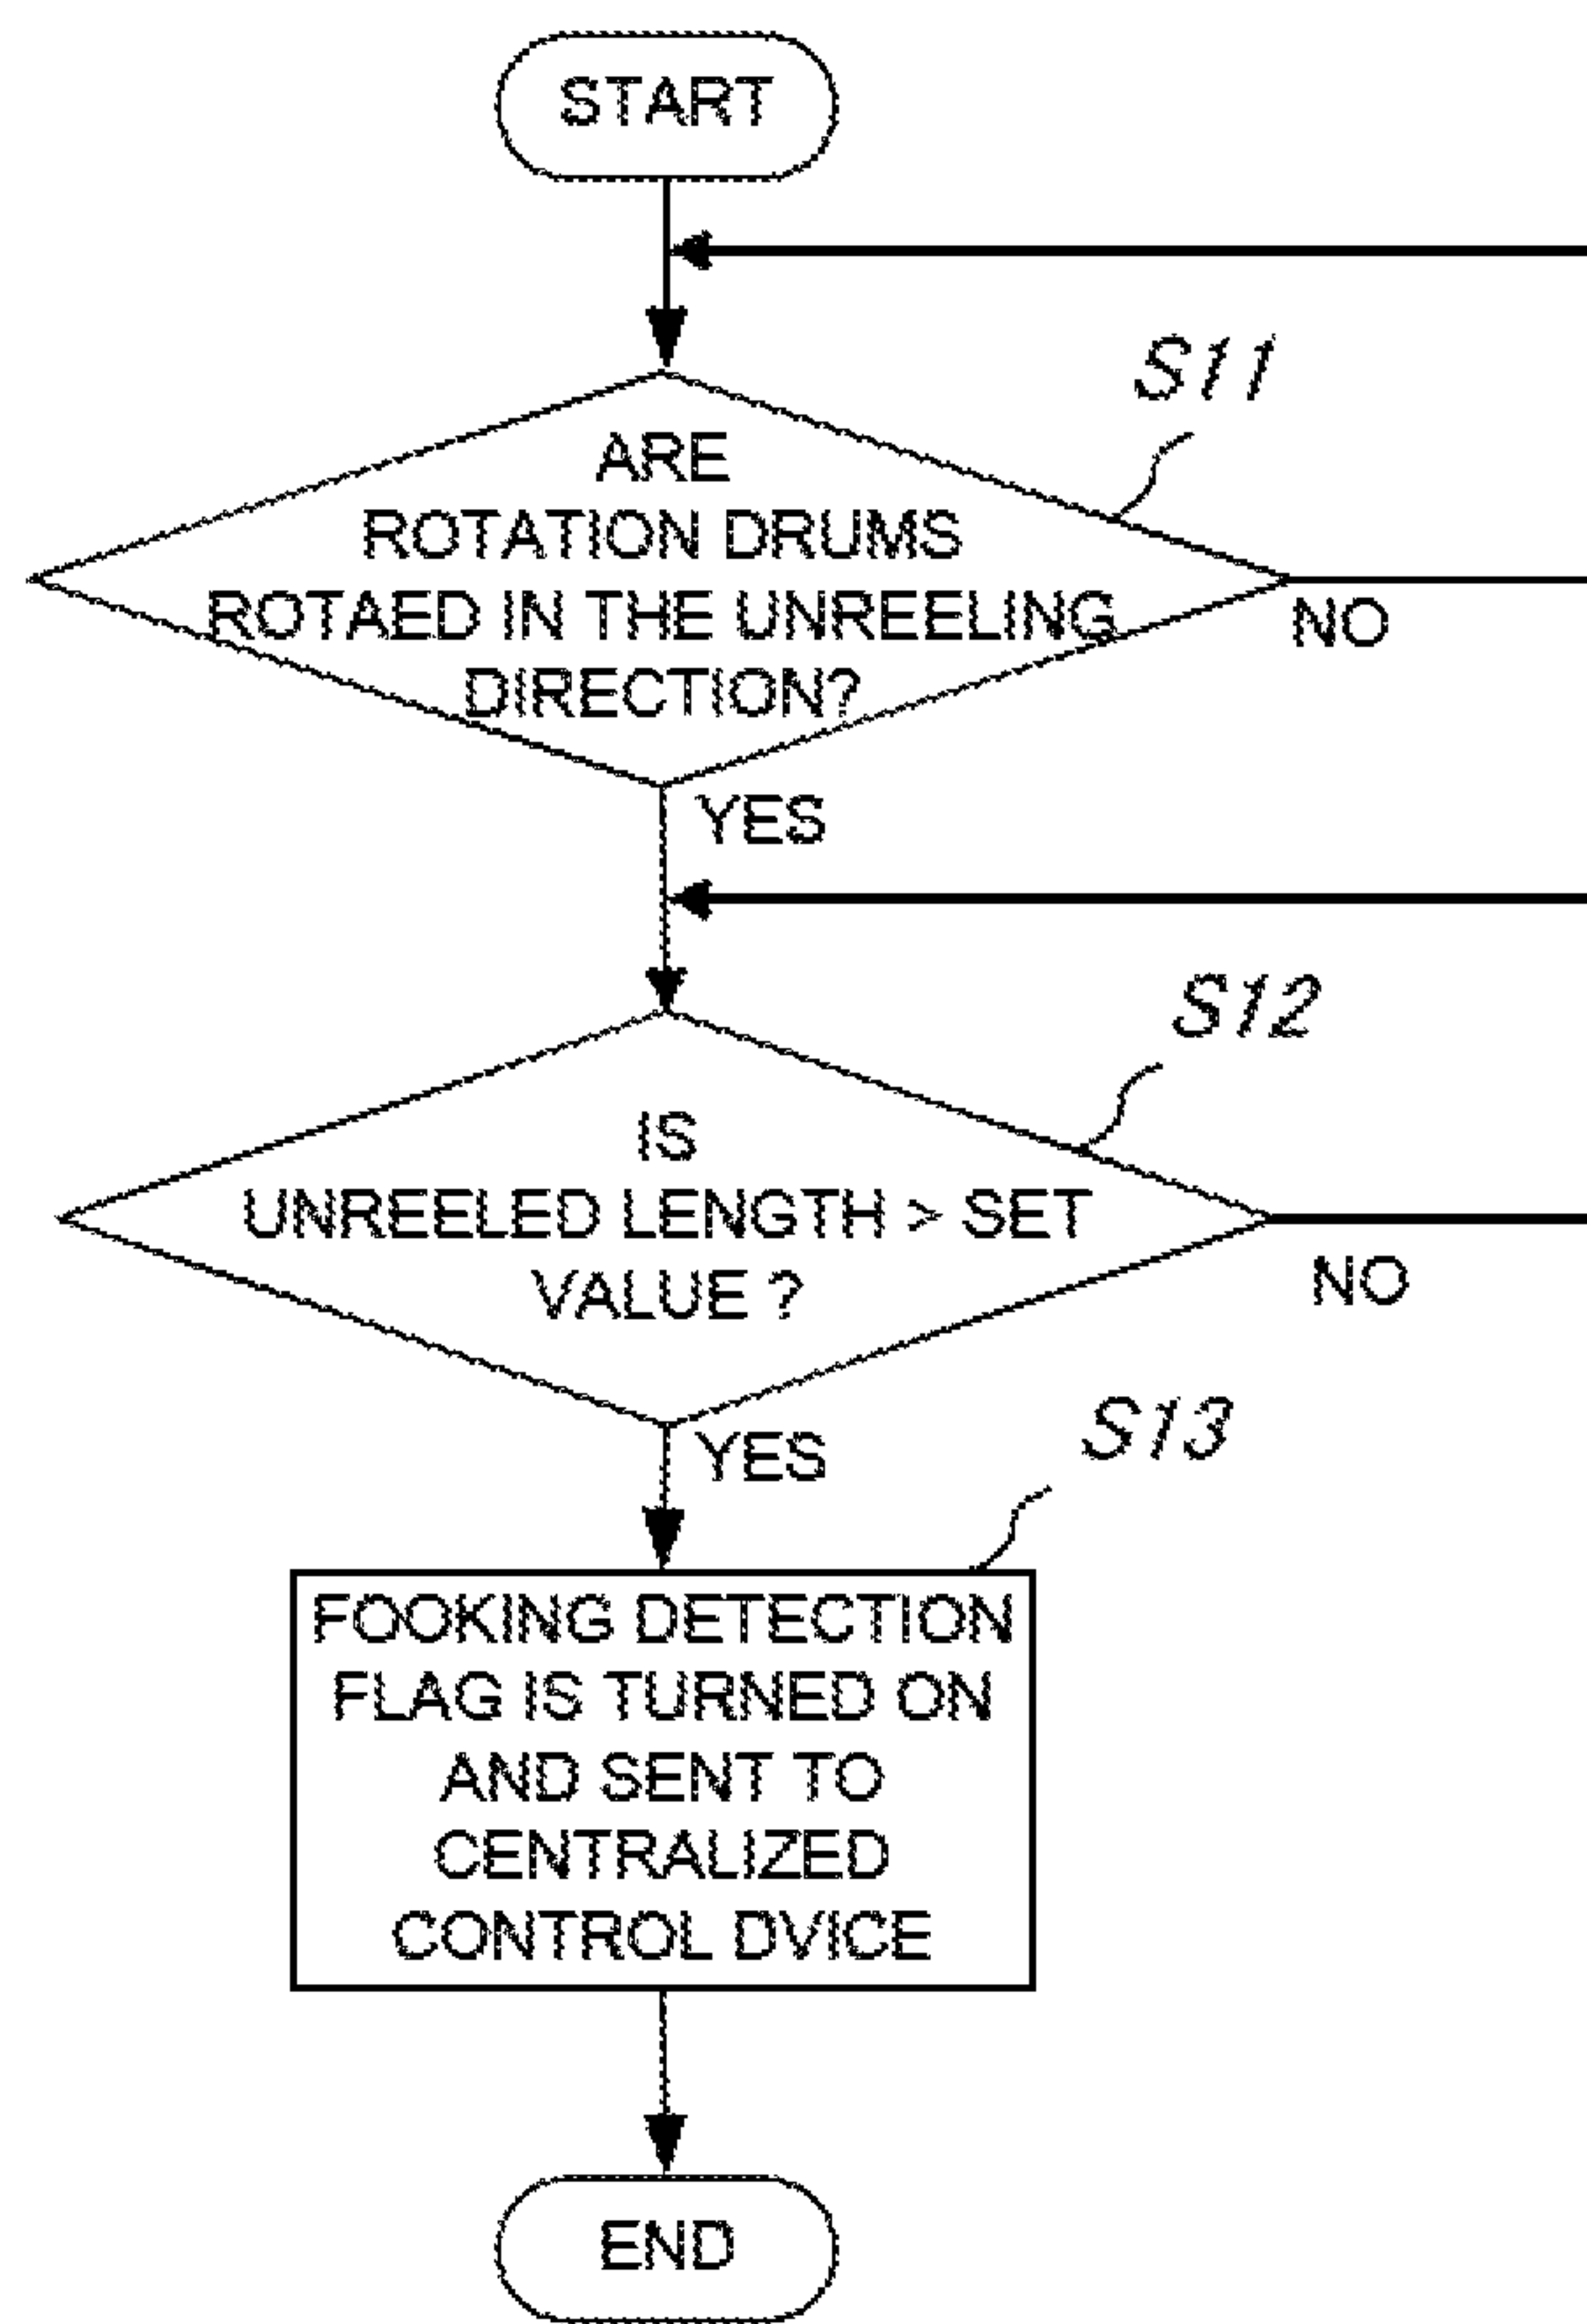 START
S11
ARE
ROTATION DRUMS
ROTAED IN THE UNREELING
DIRECTION?
NO
YES
S12
IS
UNREELED LENGTH > SET
VALUE ?
NO
YES
S13
FOOKING DETECTION
FLAG IS TURNED ON
AND SENT TO
CENTRALIZED
CONTROL DVICE
END